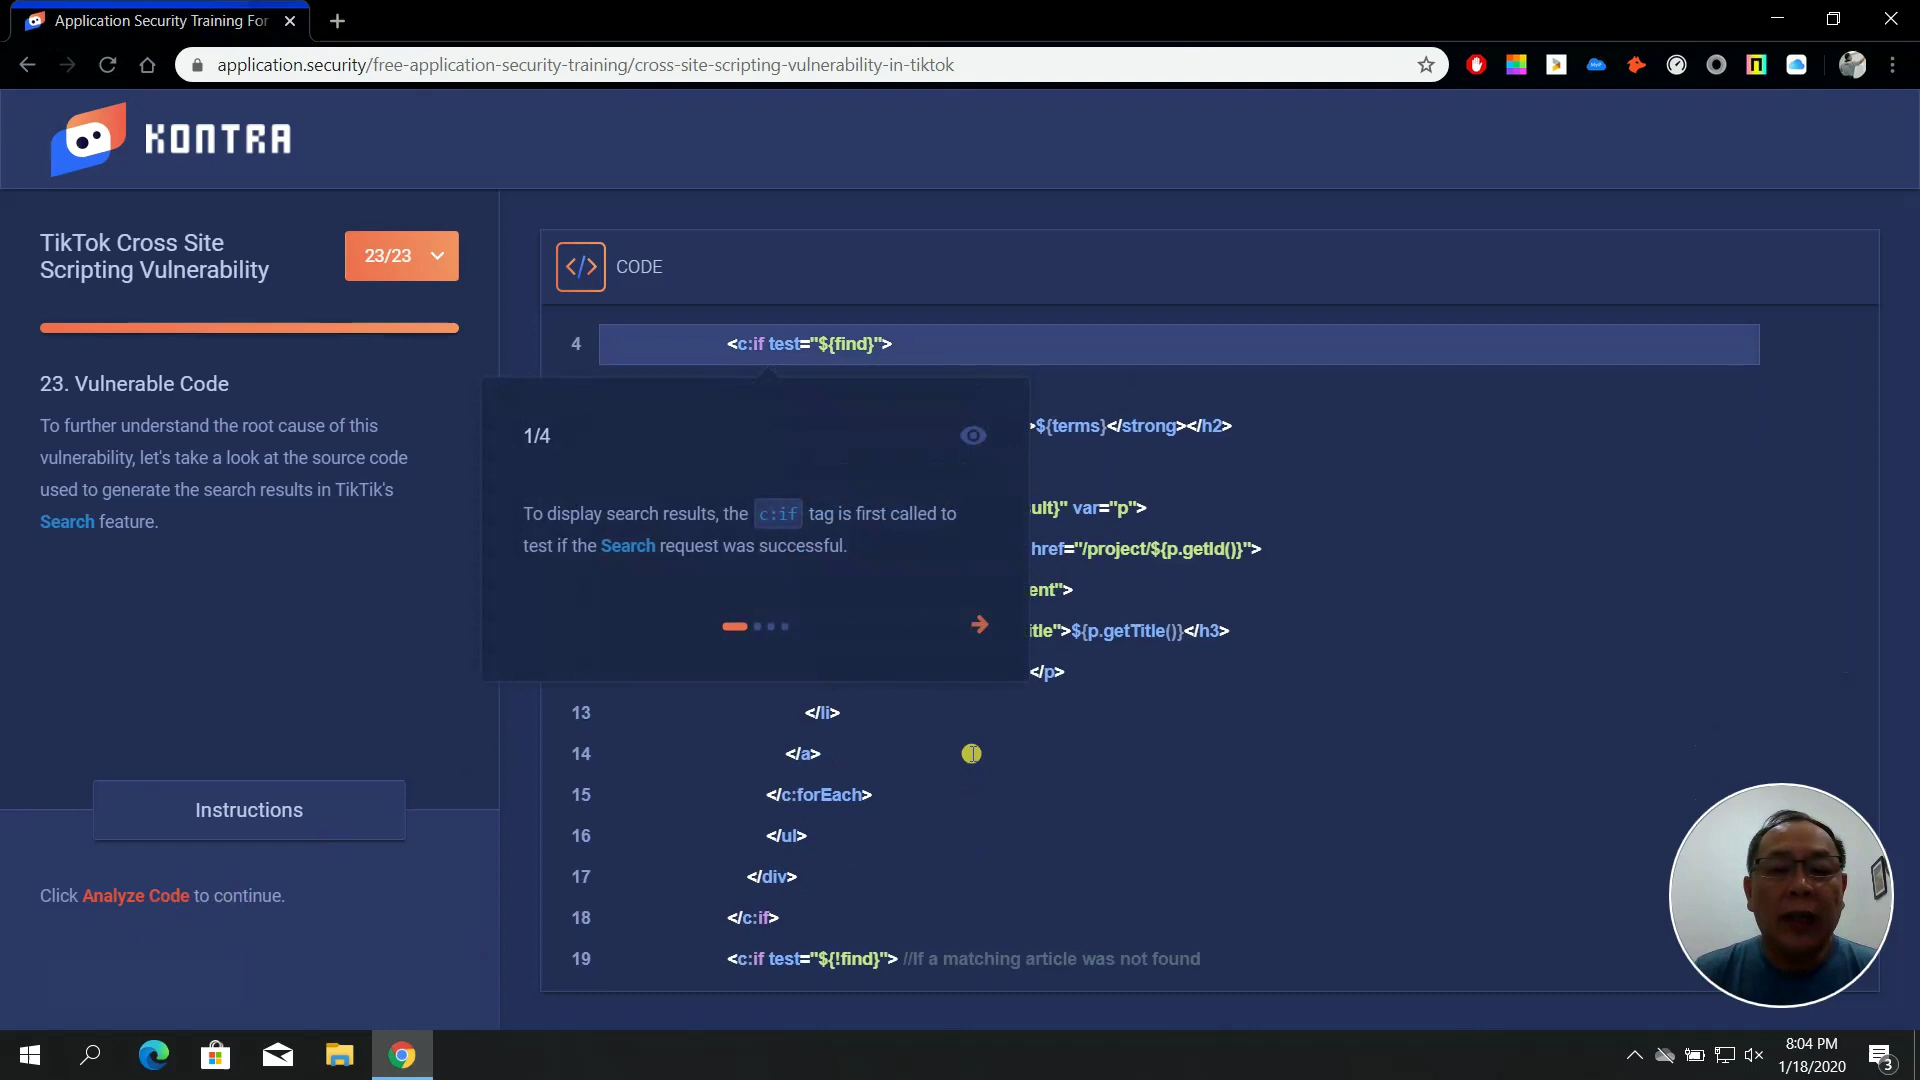 Application Security Training For
application.security/free-application-security-training/cross-site-scripting-vulnerability-in-tiktok
KONTRA
TikTok Cross Site
Scripting Vulnerability
23/23
23. Vulnerable Code
To further understand the root cause of this
vulnerability, let's take a look at the source code
used to generate the search results in TikTik's
Search feature.
Instructions
Click Analyze Code to continue.
</> CODE
4 <c:if test="${find}">
>${terms}</strong></h2>
ult}" var="p">
href="/project/${p.getId()}">
ent">
itle">${p.getTitle()}</h3>
</p>
1/4
To display search results, the c:if tag is first called to
test if the Search request was successful.
13 </li>
14 </a>
15 </c:forEach>
16 </ul>
17 </div>
18 </c:if>
19 <c:if test="${!find}"> //If a matching article was not found
8:04 PM
1/18/2020
3